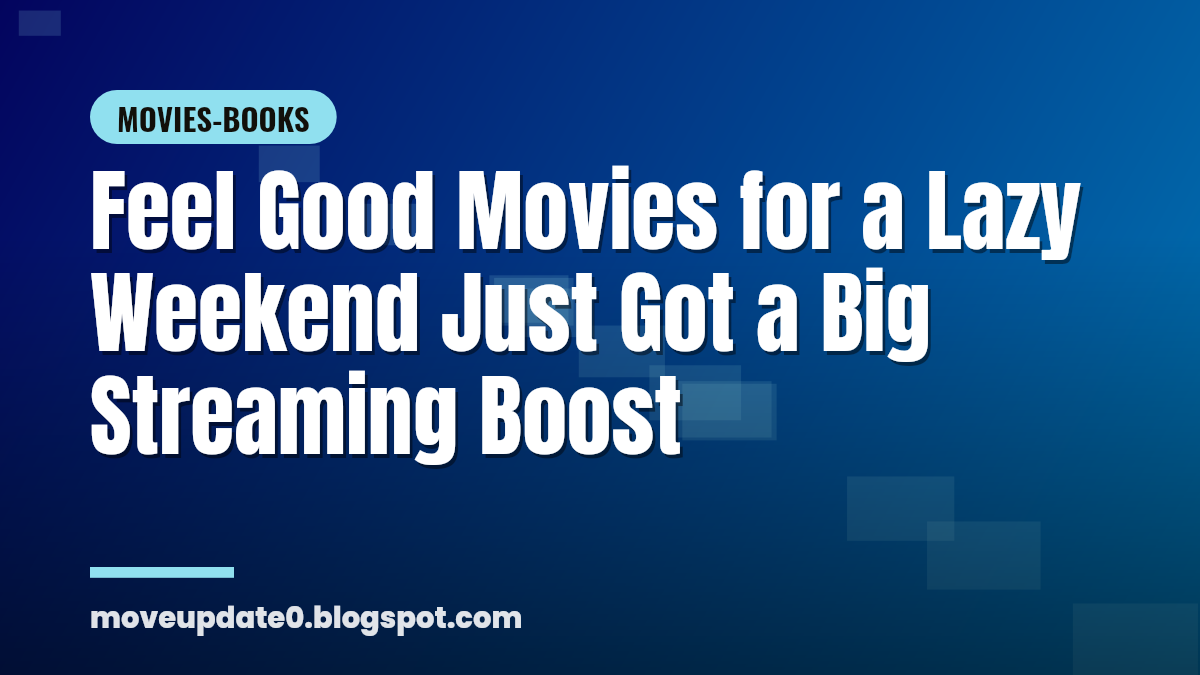 MOVIES-BOOKS
Feel Good Movies for a Lazy
Weekend Just Got a Big
Streaming Boost
moveupdate0.blogspot.com